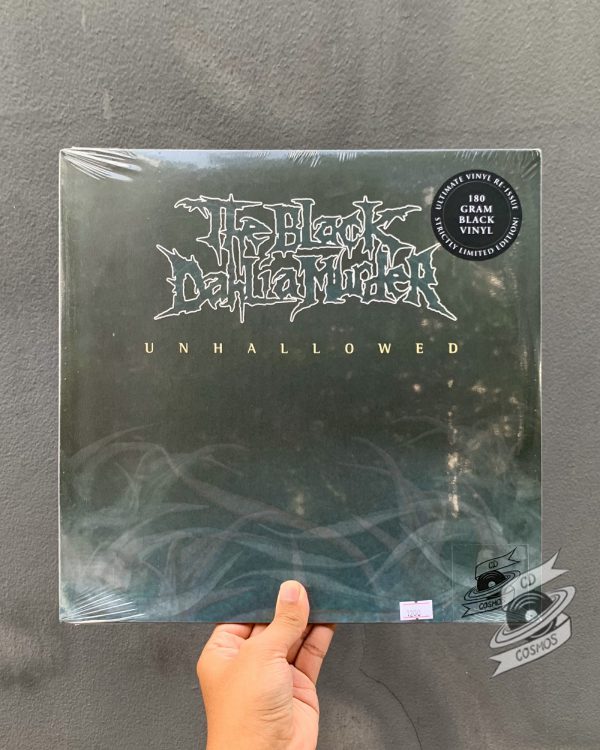 The Black
Dahlia Murder
UNHALLOWED
ULTIMATE VINYL RE-ISSUE
180
GRAM
BLACK
VINYL
STRICTLY LIMITED EDITION!
CD
COSMOS
CD
COSMOS